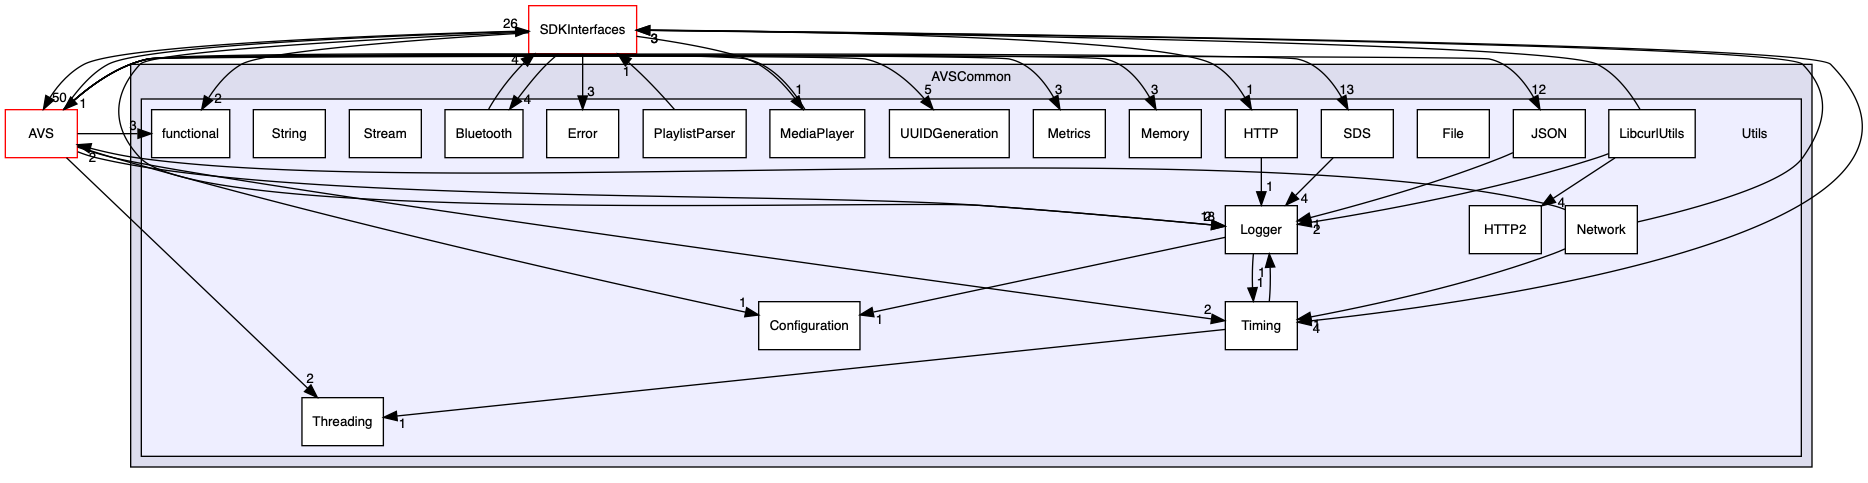 26
SDKInterfaces
3
4
1
AVSCommon
50
1
2
4
3
1
5
3
3
1
13
12
AVS
3
functional
String
Stream
Bluetooth
Error
PlaylistParser
MediaPlayer
UUIDGeneration
Metrics
Memory
HTTP
SDS
File
JSON
LibcurlUtils
Utils
2
1
4
4
Logger
2
HTTP2
Network
1
1
1
2
Configuration
1
Timing
4
2
Threading
1